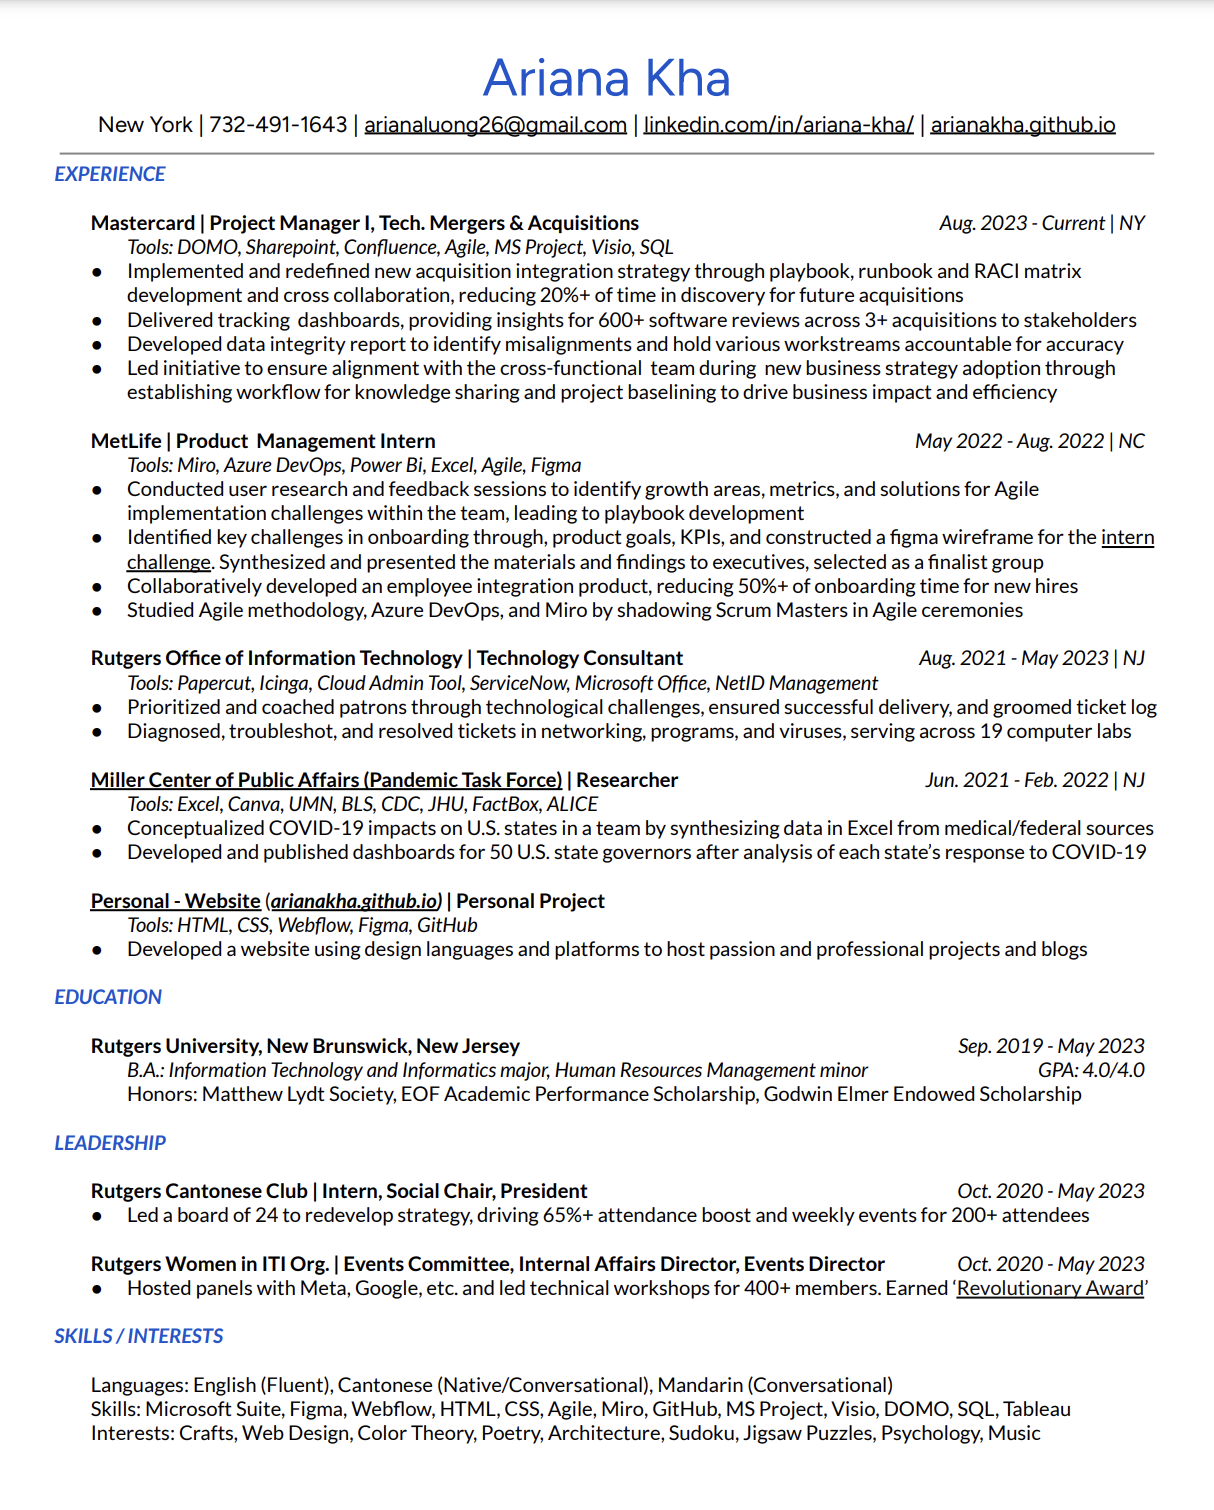 Ariana Kha
New York | 732-491-1643 | arianaluong26@gmail.com | linkedin.com/in/ariana-kha/ | arianakha.github.io
EXPERIENCE
Mastercard | Project Manager I, Tech. Mergers & Acquisitions Aug. 2023 - Current | NY
Tools: DOMO, Sharepoint, Confluence, Agile, MS Project, Visio, SQL
● Implemented and redefined new acquisition integration strategy through playbook, runbook and RACI matrix
development and cross collaboration, reducing 20%+ of time in discovery for future acquisitions
● Delivered tracking dashboards, providing insights for 600+ software reviews across 3+ acquisitions to stakeholders
● Developed data integrity report to identify misalignments and hold various workstreams accountable for accuracy
● Led initiative to ensure alignment with the cross-functional team during new business strategy adoption through
establishing workflow for knowledge sharing and project baselining to drive business impact and efficiency
MetLife | Product Management Intern May 2022 - Aug. 2022 | NC
Tools: Miro, Azure DevOps, Power Bi, Excel, Agile, Figma
● Conducted user research and feedback sessions to identify growth areas, metrics, and solutions for Agile
implementation challenges within the team, leading to playbook development
● Identified key challenges in onboarding through, product goals, KPIs, and constructed a figma wireframe for the intern
challenge. Synthesized and presented the materials and findings to executives, selected as a finalist group
● Collaboratively developed an employee integration product, reducing 50%+ of onboarding time for new hires
● Studied Agile methodology, Azure DevOps, and Miro by shadowing Scrum Masters in Agile ceremonies
Rutgers Office of Information Technology | Technology Consultant Aug. 2021 - May 2023 | NJ
Tools: Papercut, Icinga, Cloud Admin Tool, ServiceNow, Microsoft Office, NetID Management
● Prioritized and coached patrons through technological challenges, ensured successful delivery, and groomed ticket log
● Diagnosed, troubleshot, and resolved tickets in networking, programs, and viruses, serving across 19 computer labs
Miller Center of Public Affairs (Pandemic Task Force) | Researcher Jun. 2021 - Feb. 2022 | NJ
Tools: Excel, Canva, UMN, BLS, CDC, JHU, FactBox, ALICE
● Conceptualized COVID-19 impacts on U.S. states in a team by synthesizing data in Excel from medical/federal sources
● Developed and published dashboards for 50 U.S. state governors after analysis of each state’s response to COVID-19
Personal - Website (arianakha.github.io) | Personal Project
Tools: HTML, CSS, Webflow, Figma, GitHub
● Developed a website using design languages and platforms to host passion and professional projects and blogs
EDUCATION
Rutgers University, New Brunswick, New Jersey Sep. 2019 - May 2023
B.A.: Information Technology and Informatics major, Human Resources Management minor GPA: 4.0/4.0
Honors: Matthew Lydt Society, EOF Academic Performance Scholarship, Godwin Elmer Endowed Scholarship
LEADERSHIP
Rutgers Cantonese Club | Intern, Social Chair, President Oct. 2020 - May 2023
● Led a board of 24 to redevelop strategy, driving 65%+ attendance boost and weekly events for 200+ attendees
Rutgers Women in ITI Org. | Events Committee, Internal Affairs Director, Events Director Oct. 2020 - May 2023
● Hosted panels with Meta, Google, etc. and led technical workshops for 400+ members. Earned ‘Revolutionary Award’
SKILLS / INTERESTS
Languages: English (Fluent), Cantonese (Native/Conversational), Mandarin (Conversational)
Skills: Microsoft Suite, Figma, Webflow, HTML, CSS, Agile, Miro, GitHub, MS Project, Visio, DOMO, SQL, Tableau
Interests: Crafts, Web Design, Color Theory, Poetry, Architecture, Sudoku, Jigsaw Puzzles, Psychology, Music